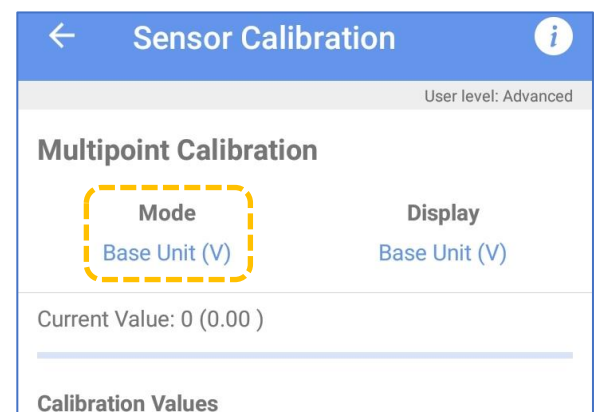 Sensor Calibration
i
User level: Advanced
Multipoint Calibration
Mode
Display
Base Unit (V)
Base Unit (V)
Current Value: 0 (0.00 )
Calibration Values